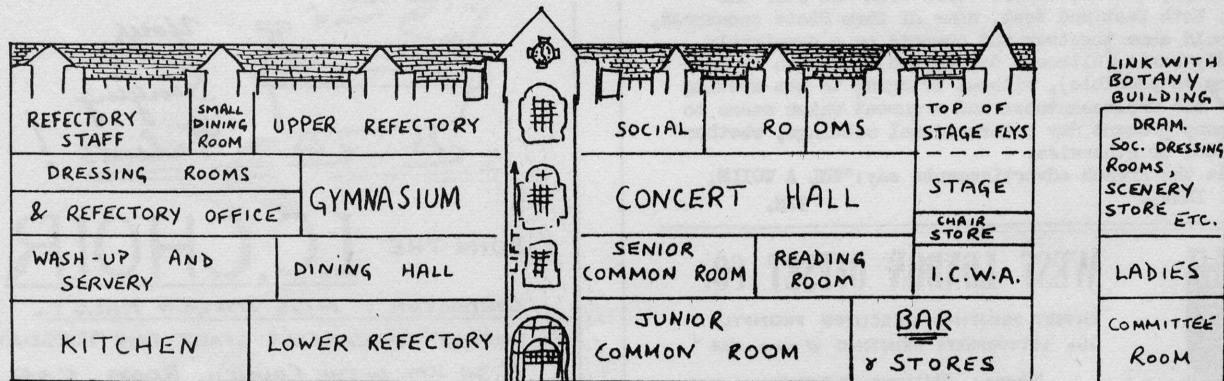 REFECTORY
STAFF
SMALL
DINING
ROOM
UPPER REFECTORY
SOCIAL ROOMS
TOP OF
STAGE FLYS
LINK WITH
BOTANY
BUILDING
DRESSING ROOMS
& REFECTORY OFFICE
GYMNASIUM
CONCERT HALL
STAGE
CHAIR
STORE
DRAM.
SOC. DRESSING
ROOMS,
SCENERY
STORE
ETC.
WASH-UP AND
SERVERY
DINING HALL
LIFT
SENIOR
COMMON ROOM
READING
ROOM
I.C.W.A.
LADIES
KITCHEN
LOWER REFECTORY
JUNIOR
COMMON ROOM
BAR
& STORES
COMMITTEE
ROOM